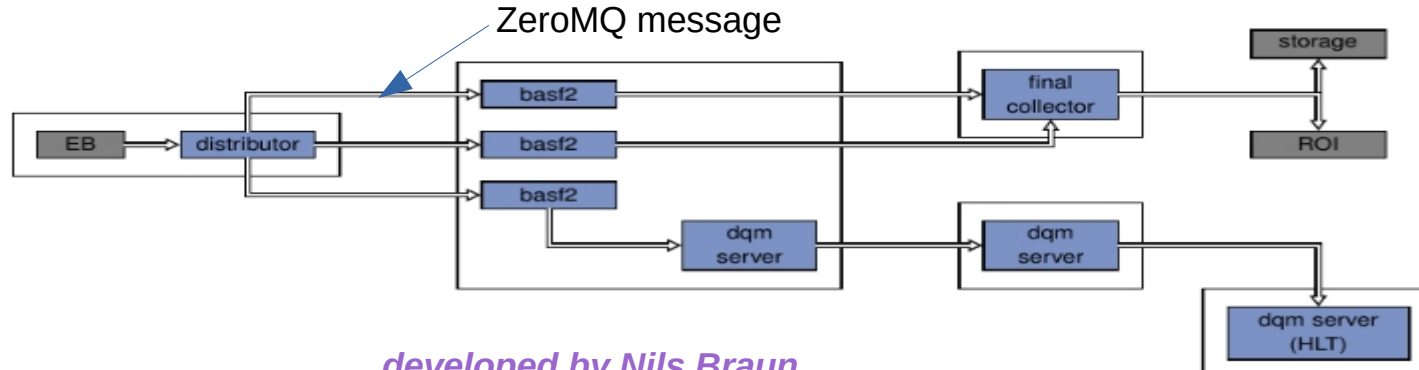 ZeroMQ message
storage
final
collector
basf2
EB
distributor
basf2
ROI
basf2
dqm
server
dqm
server
dqm server
(HLT)
developed by Nils Braun